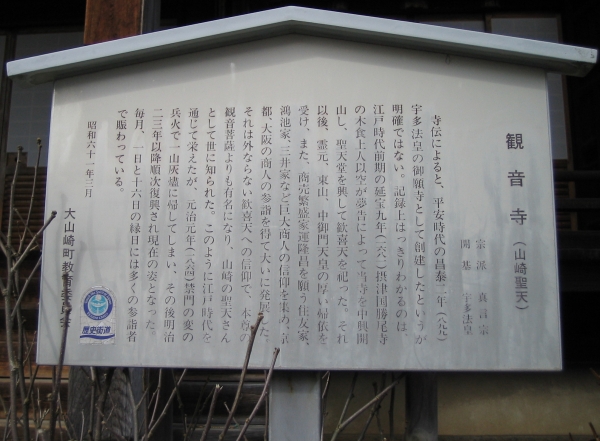 観音寺(山崎聖天)
宗派 真言宗
開基 宇多法皇
寺伝によると、平安時代の昌泰二年(八九九)
宇多法皇の御願寺として創建したというが
明確ではない。記録上はっきりわかるのは、
江戸時代前期の延宝九年(一六八一)摂津国勝尾寺
の木食上人以空が夢告によって当寺を中興開
山し、聖天堂を興して歓喜天を祀った。それ
以後、霊元、東山、中御門天皇の厚い帰依を
受け、また、商売繁盛家運隆昌を願う住友家、
鴻池家、三井家など巨大商人の信仰を集め、京
都、大阪の商人の参詣を得て大いに発展した。
それは外ならない歓喜天への信仰で、本尊の
観音菩薩よりも有名になり、山崎の聖天さん
として世に知られた。このように江戸時代を
通じて栄えたが、元治元年(一八六四)禁門の変の
兵火で一山灰燼に帰してしまい、その後明治
二三年以降順次復興され現在の姿となった。
毎月、一日と十六日の縁日には多くの参詣者
で賑わっている。
昭和六十一年三月
大山崎町教育委員会
歴史街道